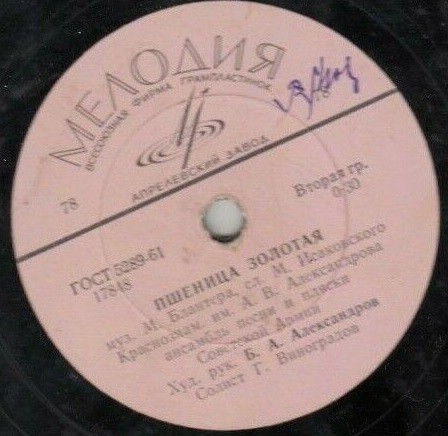 МЕЛОДИЯ
ВСЕСОЮЗНАЯ ФИРМА ГРАМПЛАСТИНОК
АПРЕЛЕВСКИЙ ЗАВОД
78
ГОСТ 5289-61
17848
Вторая гр.
0-30
ПШЕНИЦА ЗОЛОТАЯ
муз. М. Блантера, сл. М. Исаковского
Краснознам. им. А. В. Александрова
ансамбль песни и пляски
Советской Армии
Худ. рук. Б. А. Александров
Солист Г. Виноградов